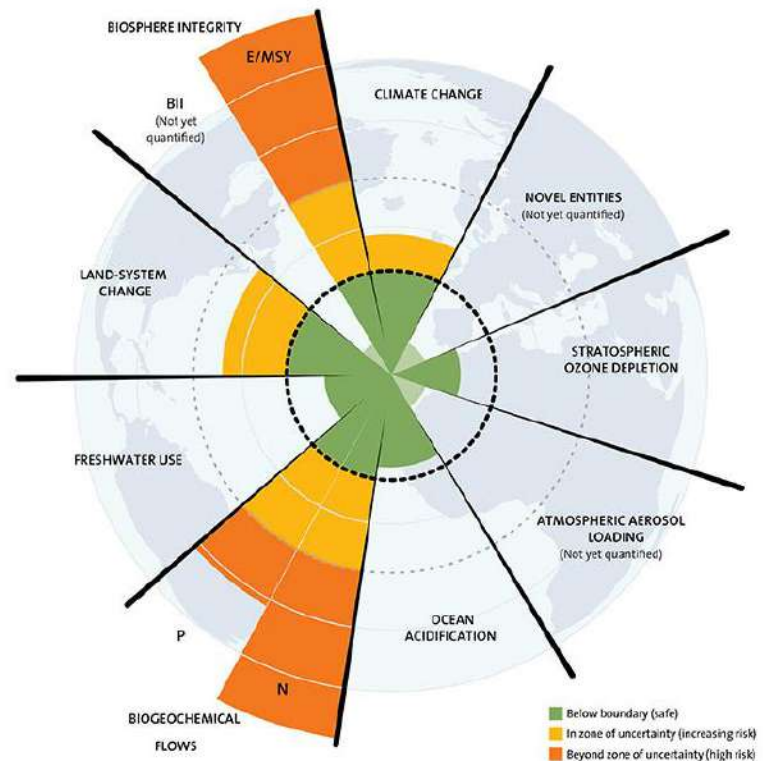 BIOSPHERE INTEGRITY
E/MSY
BII
(Not yet
quantified)
CLIMATE CHANGE
NOVEL ENTITIES
(Not yet quantified)
LAND-SYSTEM
CHANGE
STRATOSPHERIC
OZONE DEPLETION
FRESHWATER USE
ATMOSPHERIC AEROSOL
LOADING
(Not yet quantified)
OCEAN
ACIDIFICATION
P
N
BIOGEOCHEMICAL
FLOWS
Below boundary (safe)
In zone of uncertainty (increasing risk)
Beyond zone of uncertainty (high risk)